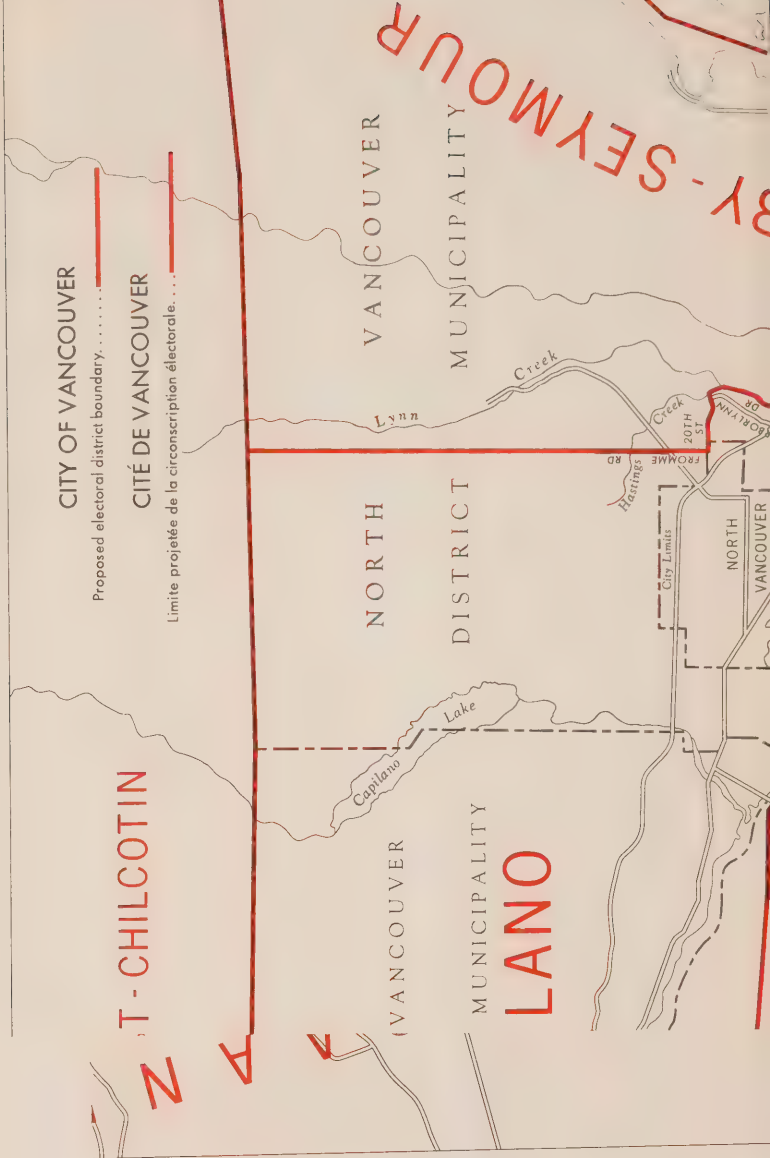 CITY OF VANCOUVER
Proposed electoral district boundary........
CITÉ DE VANCOUVER
Limite projetée de la circonscription électorale....
T - CHILCOTIN
N
A
VANCOUVER
MUNICIPALITY
LANO
NORTH VANCOUVER
DISTRICT MUNICIPALITY
BY - SEYMOUR
Capilano Lake
Lynn Creek
Hastings Creek
FROMME RD
20TH ST
DR
City Limits
NORTH
VANCOUVER